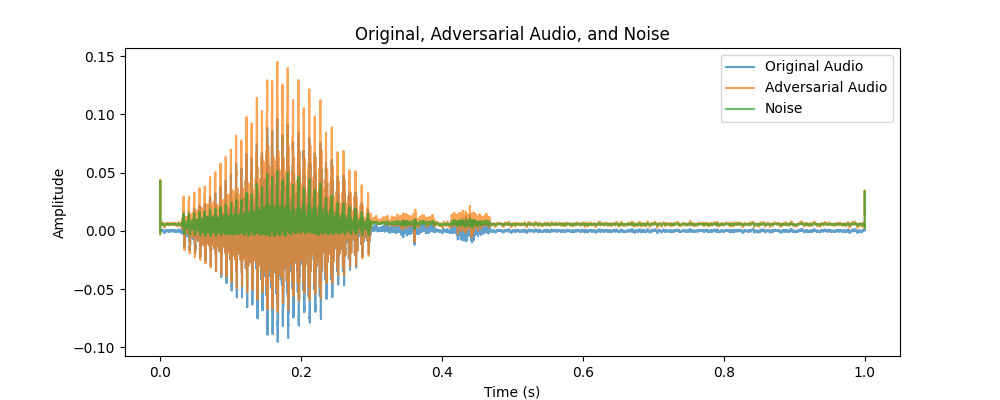 Original, Adversarial Audio, and Noise
Original Audio
Adversarial Audio
Noise
Amplitude
0.15
0.10
0.05
0.00
−0.05
−0.10
0.0 0.2 0.4 0.6 0.8 1.0
Time (s)